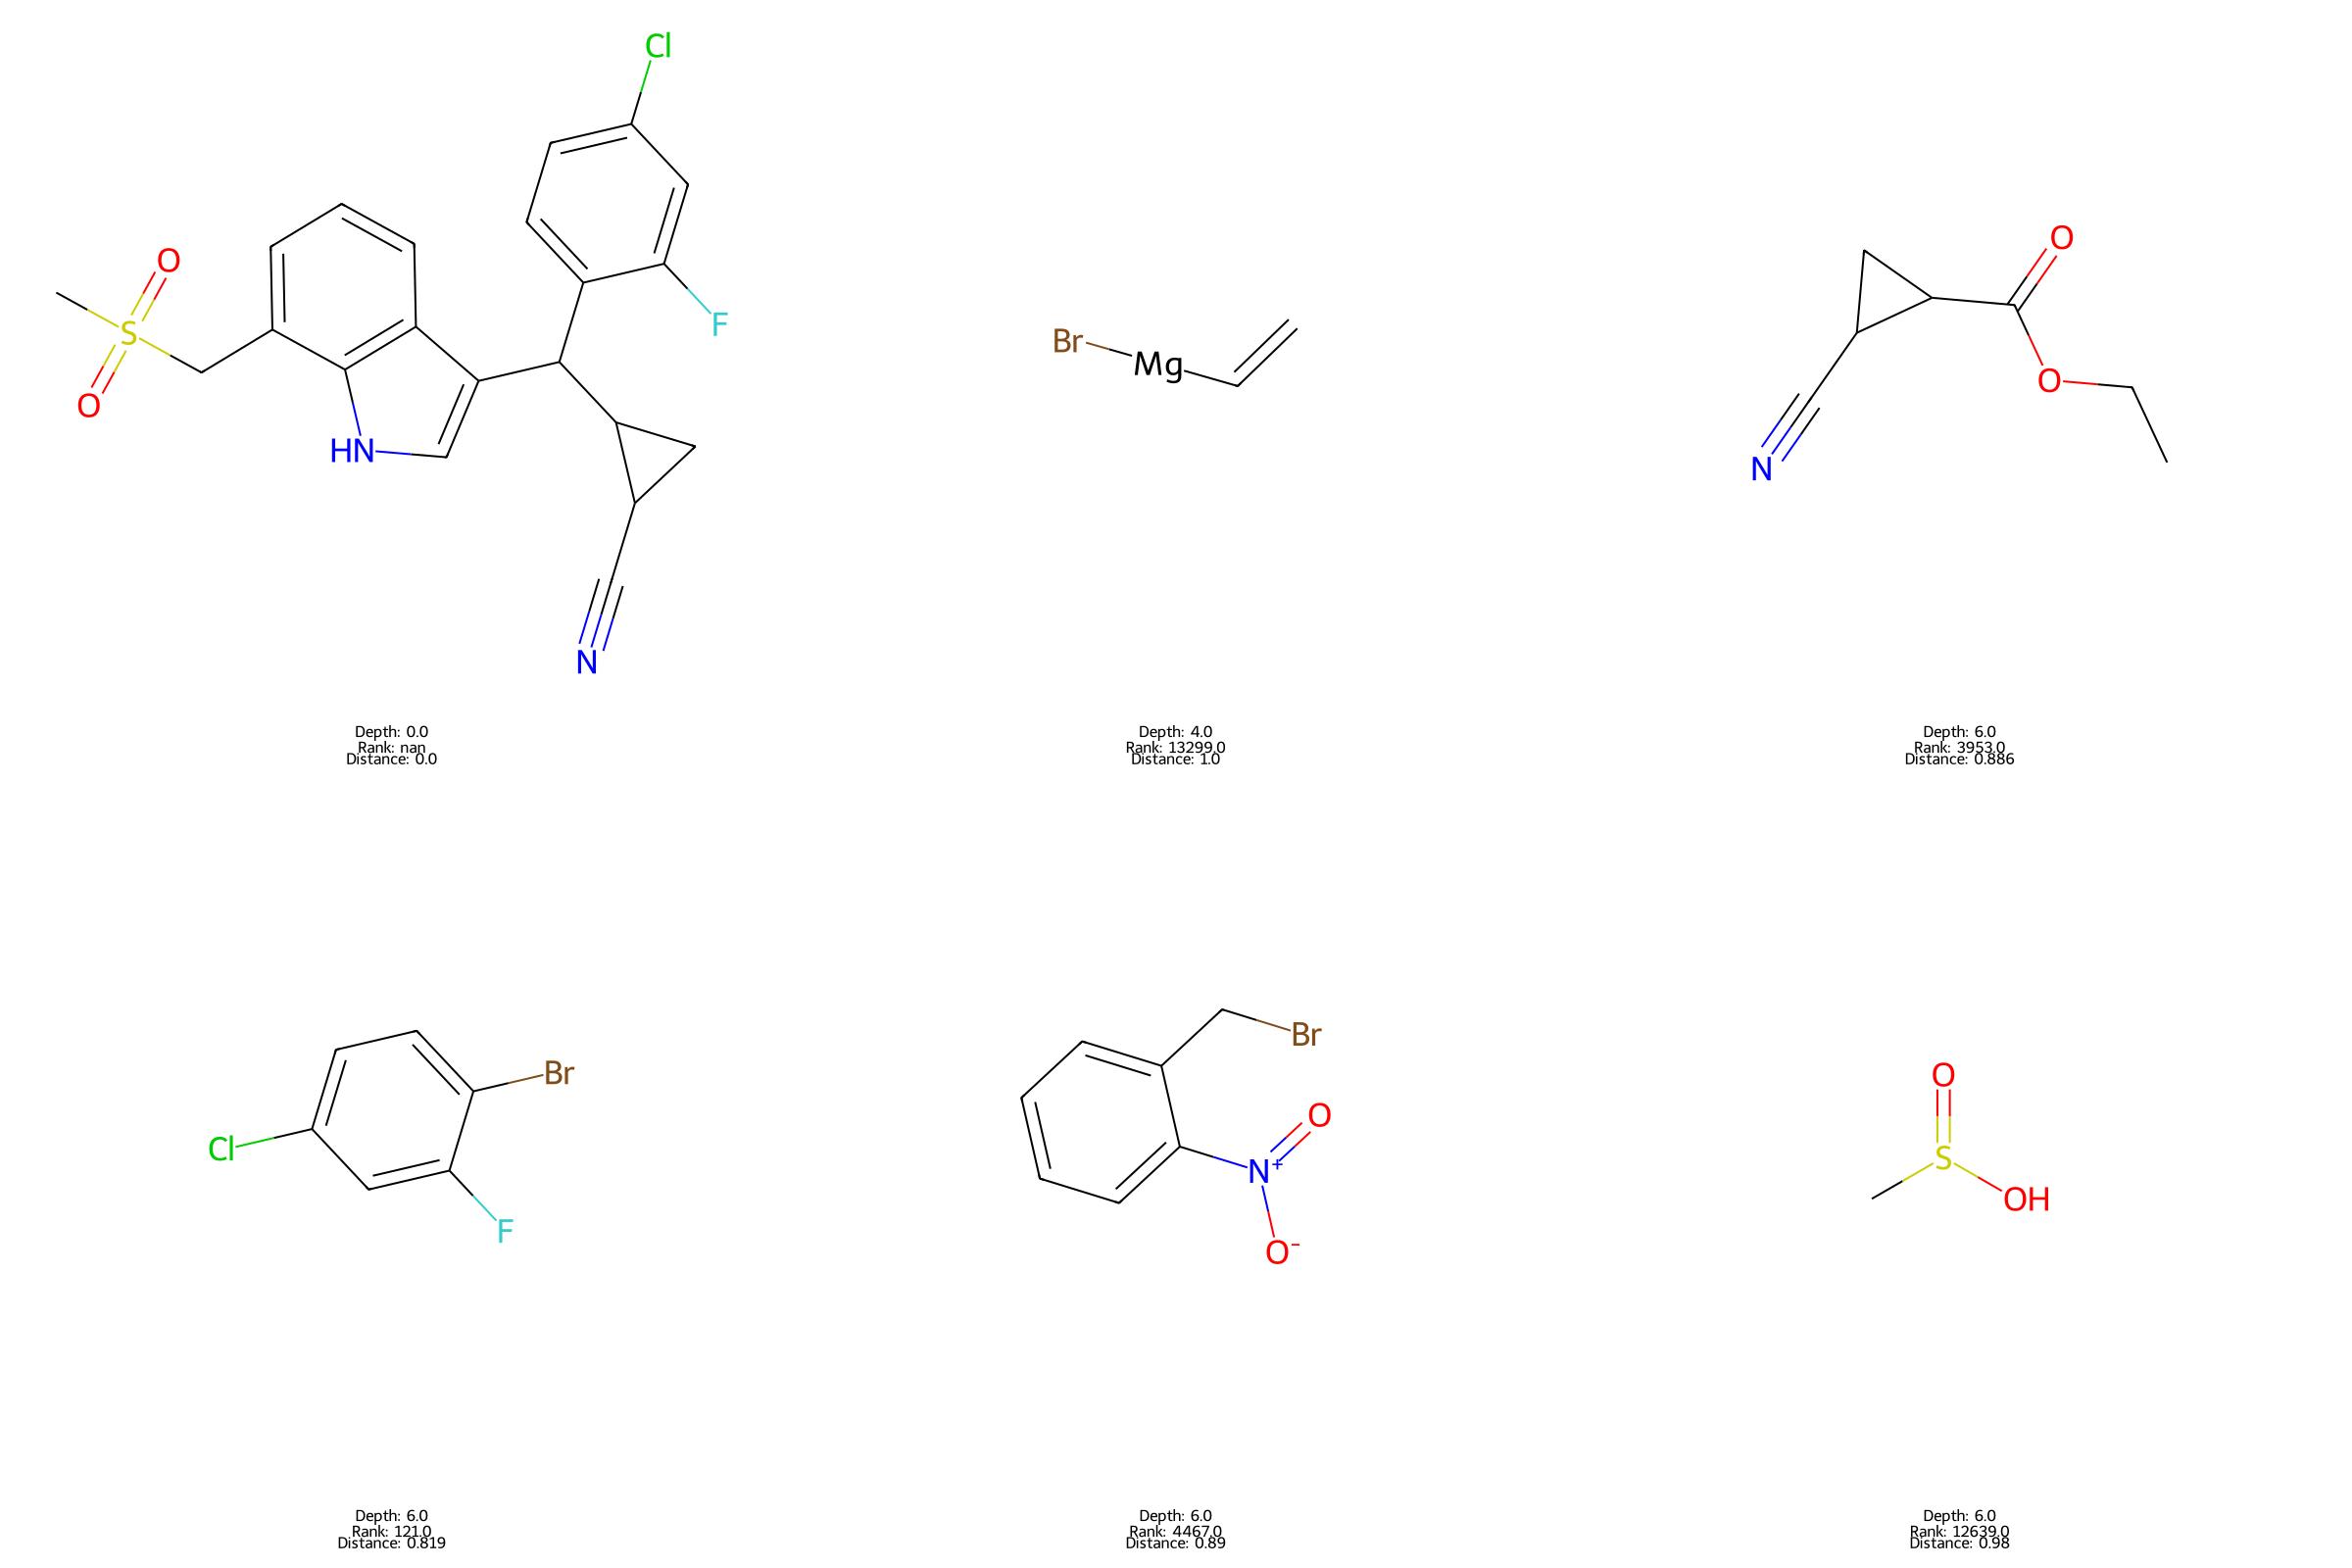 Cl
O
S
O
HN
F
N
Depth: 0.0
Rank: nan
Distance: 0.0
Br
Mg
Depth: 4.0
Rank: 13299.0
Distance: 1.0
O
O
N
Depth: 6.0
Rank: 3953.0
Distance: 0.886
Br
Cl
F
Depth: 6.0
Rank: 121.0
Distance: 0.819
Br
O
N+
O-
Depth: 6.0
Rank: 4467.0
Distance: 0.89
O
S
OH
Depth: 6.0
Rank: 12639.0
Distance: 0.98